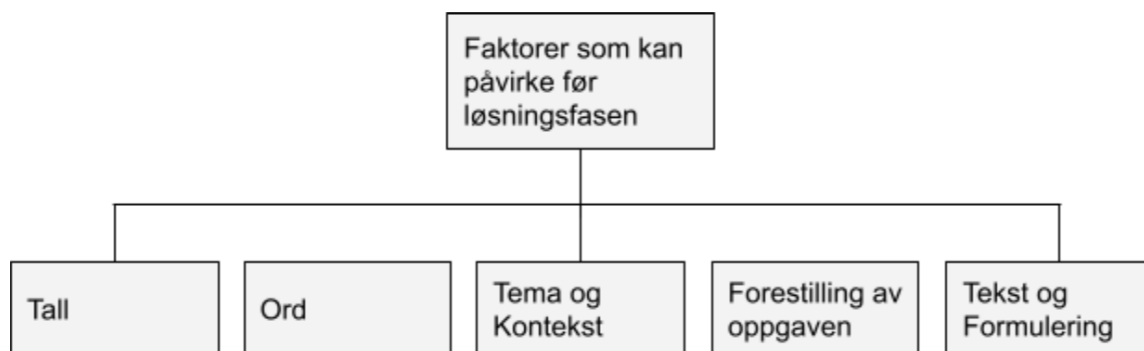 Faktorer som kan
påvirke før
løsningsfasen
Tall
Ord
Tema og
Kontekst
Forestilling av
oppgaven
Tekst og
Formulering